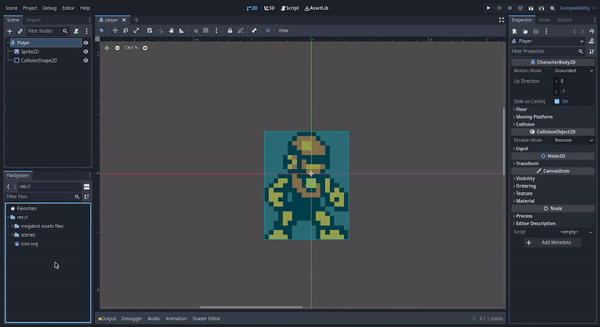 Scene Project Debug Editor Help
2D 3D Script AssetLib
Scene Import
Filter Nodes
Player
Sprite2D
CollisionShape2D
FileSystem
res://
Filter Files
Favorites:
res://
megabot assets files
scenes
icon.svg
player
View
Output Debugger Audio Animation Shader Editor
4.1.1.stable
Inspector Node History
Player
Filter Properties
CharacterBody2D
Motion Mode Grounded
Up Direction x 0
y -1
Slide on Ceiling On
Floor
Moving Platform
Collision
CollisionObject2D
Disable Mode Remove
Input
Node2D
Transform
CanvasItem
Visibility
Ordering
Texture
Material
Node
Process
Editor Description
Script <empty>
Add Metadata